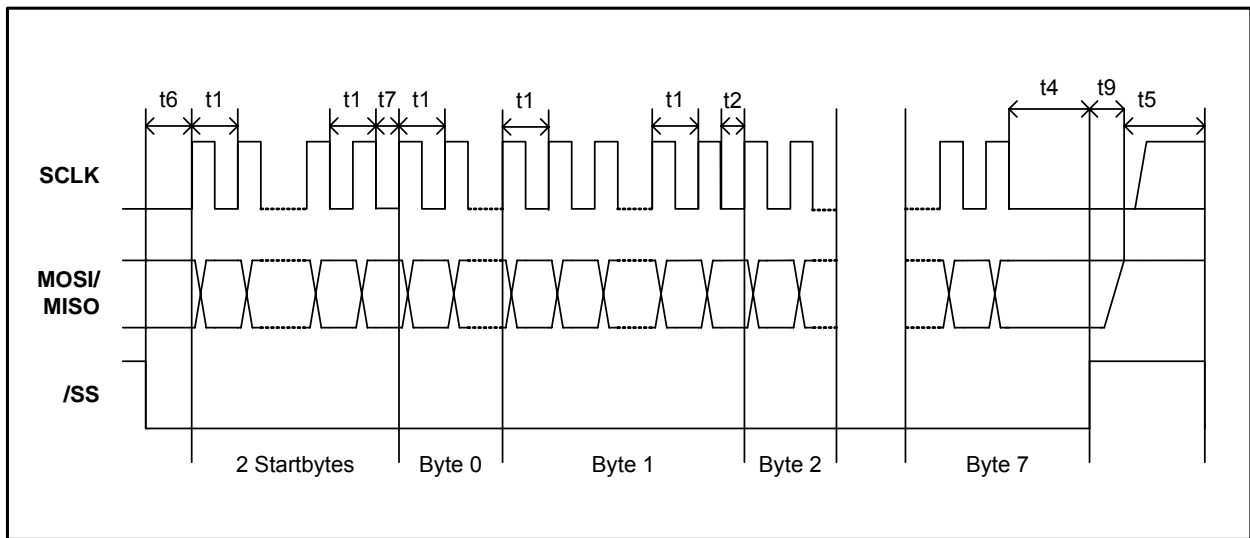 t6 t1 t1 t7 t1 t1 t1 t2 t4 t9 t5
SCLK
MOSI/
MISO
/SS
2 Startbytes Byte 0 Byte 1 Byte 2 Byte 7